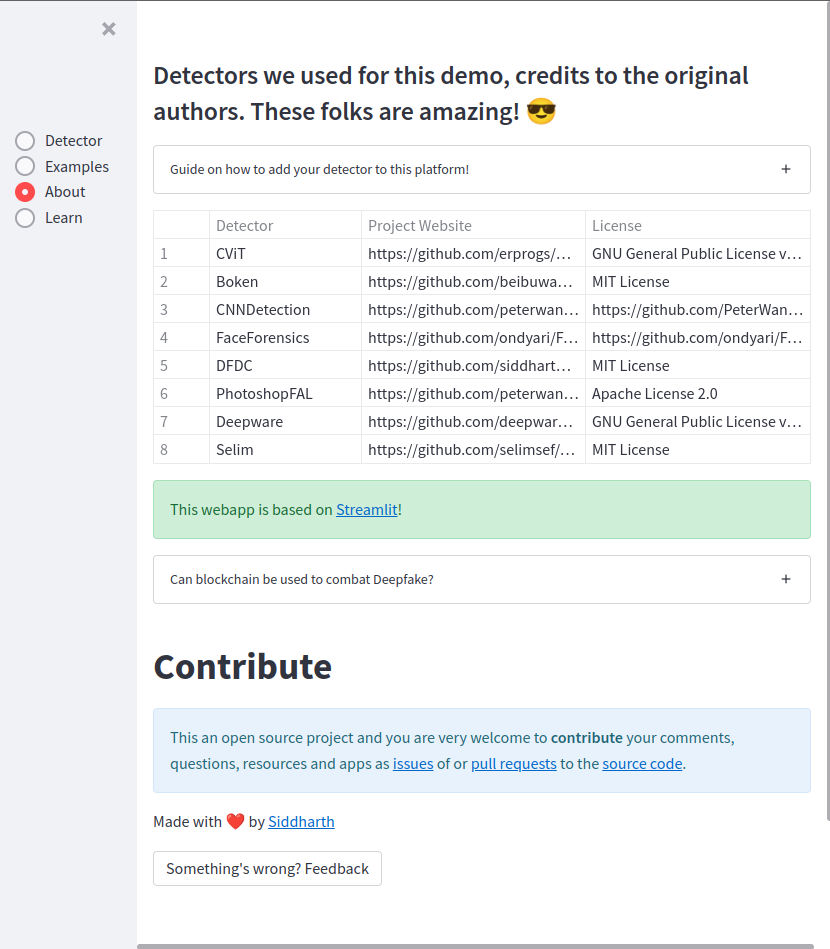 Detector
Examples
About
Learn
Detectors we used for this demo, credits to the original
authors. These folks are amazing! 😎
Guide on how to add your detector to this platform!
Detector Project Website License
1 CViT https://github.com/erprogs/… GNU General Public License v…
2 Boken https://github.com/beibuwa… MIT License
3 CNNDetection https://github.com/peterwan… https://github.com/PeterWan…
4 FaceForensics https://github.com/ondyari/F… https://github.com/ondyari/F…
5 DFDC https://github.com/siddhart… MIT License
6 PhotoshopFAL https://github.com/peterwan… Apache License 2.0
7 Deepware https://github.com/deepwar… GNU General Public License v…
8 Selim https://github.com/selimsef/… MIT License
This webapp is based on Streamlit!
Can blockchain be used to combat Deepfake?
Contribute
This an open source project and you are very welcome to contribute your comments,
questions, resources and apps as issues of or pull requests to the source code.
Made with ❤️ by Siddharth
Something's wrong? Feedback